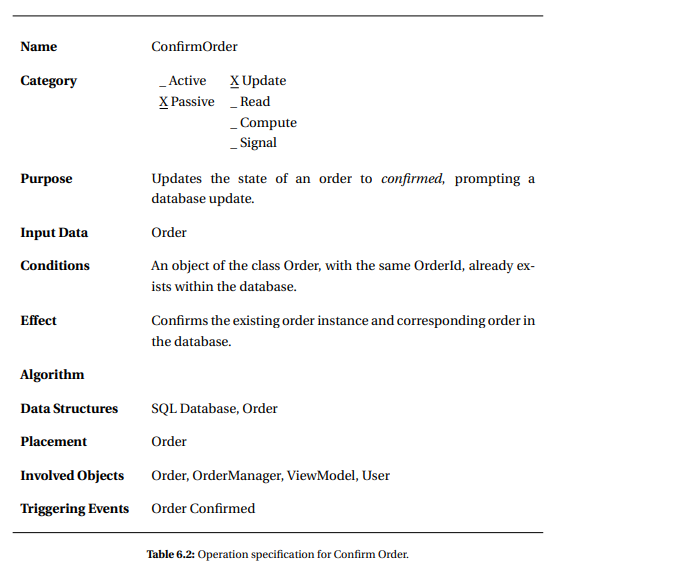 Name ConfirmOrder
Category _ Active X Update
X Passive _ Read
_ Compute
_ Signal
Purpose Updates the state of an order to confirmed, prompting a
database update.
Input Data Order
Conditions An object of the class Order, with the same OrderId, already ex-
ists within the database.
Effect Confirms the existing order instance and corresponding order in
the database.
Algorithm
Data Structures SQL Database, Order
Placement Order
Involved Objects Order, OrderManager, ViewModel, User
Triggering Events Order Confirmed
Table 6.2: Operation specification for Confirm Order.